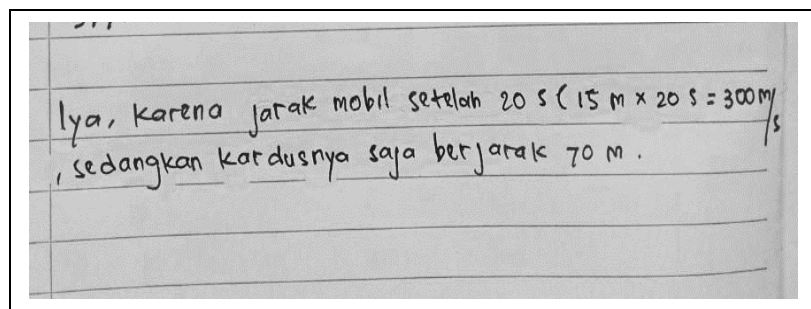 Iya, karena jarak mobil setelah 20 s ( 15 m x 20 s = 300 m/s
, sedangkan kardusnya saja berjarak 70 m.